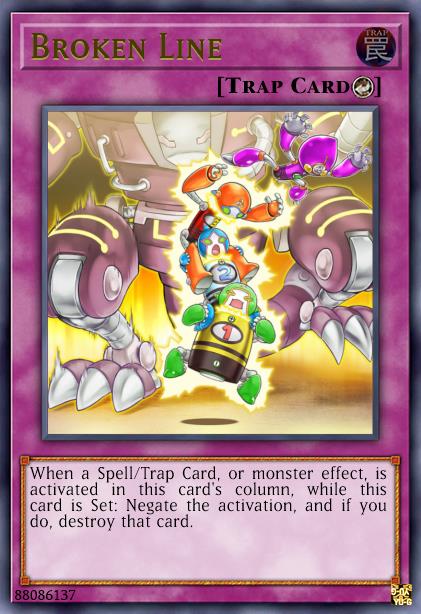 Broken Line
TRAP
罠
[Trap Card]
2
1
When a Spell/Trap Card, or monster effect, is
activated in this card's column, while this
card is Set: Negate the activation, and if you
do, destroy that card.
88086137